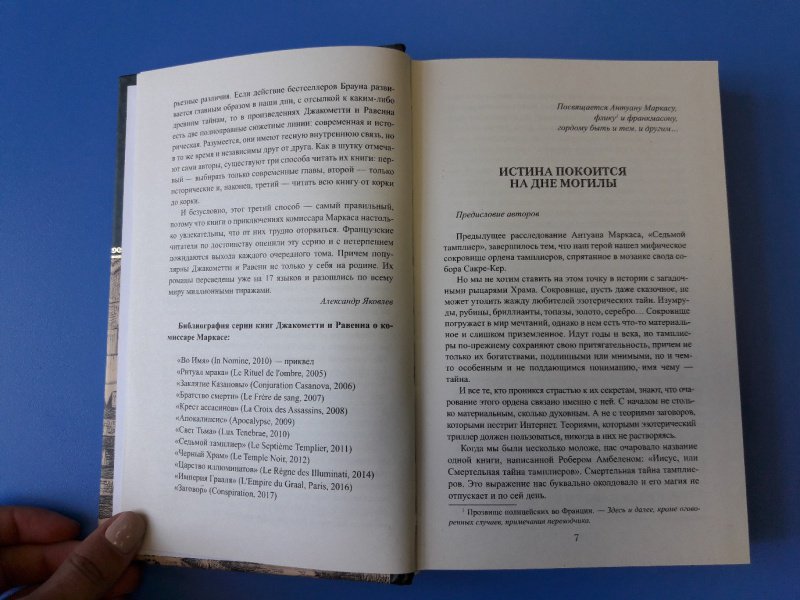 рьезные различия. Если действие бестселлеров Брауна разви-
вается главным образом в наши дни, с отсылкой к каким-либо
древним тайнам, то в произведениях Джакометти и Равенна
есть две полноправные сюжетные линии: современная и исто-
рическая. Разумеется, они имеют тесную внутреннюю связь, но
в то же время и независимы друг от друга. Как в шутку отмеча-
ют сами авторы, существуют три способа читать их книги: пер-
вый — выбирать только современные главы, второй — только
исторические и, наконец, третий — читать всю книгу от корки
до корки.
И безусловно, этот третий способ — самый правильный,
потому что книги о приключениях комиссара Маркаса настоль-
ко увлекательны, что от них трудно оторваться. Французские
читатели по достоинству оценили эту серию и с нетерпением
дожидаются выхода каждого очередного тома. Причем попу-
лярны Джакометти и Равенн не только у себя на родине. Их
романы переведены уже на 17 языков и разошлись по всему
миру миллионными тиражами.
Александр Яковлев
Библиография серии книг Джакометти и Равенна о ко-
миссаре Маркасе:
«Во Имя» (In Nomine, 2010) — приквел
«Ритуал мрака» (Le Rituel de l'ombre, 2005)
«Заклятие Казановы» (Conjuration Casanova, 2006)
«Братство смерти» (Le Frère de sang, 2007)
«Крест ассасинов» (La Croix des Assassins, 2008)
«Апокалипсис» (Apocalypse, 2009)
«Свет Тьма» (Lux Tenebrae, 2010)
«Седьмой тамплиер» (Le Septième Templier, 2011)
«Черный Храм» (Le Temple Noir, 2012)
«Царство иллюминатов» (Le Règne des Illuminati, 2014)
«Империя Грааля» (L'Empire du Graal, Paris, 2016)
«Заговор» (Conspiration, 2017)
Посвящается Антуану Маркасу,
флику¹ и франкмасону,
гордому быть и тем, и другим...
ИСТИНА ПОКОИТСЯ
НА ДНЕ МОГИЛЫ
Предисловие авторов
Предыдущее расследование Антуана Маркаса, «Седьмой
тамплиер», завершилось тем, что наш герой нашел мифическое
сокровище ордена тамплиеров, спрятанное в мозаике свода со-
бора Сакре-Кер.
Но мы не хотим ставить на этом точку в истории с загадоч-
ными рыцарями Храма. Сокровище, пусть даже сказочное, не
может утолить жажду любителей эзотерических тайн. Изумру-
ды, рубины, бриллианты, топазы, золото, серебро... Сокровище
погружает в мир мечтаний, однако в нем есть что-то материаль-
ное и слишком приземленное. Идут годы и века, но тамплие-
ры по-прежнему сохраняют свою притягательность, причем не
только их богатствами, подлинными или мнимыми, но и чем-
то особенным и не поддающимся пониманию, имя чему —
тайна.
И все те, кто проникся страстью к их секретам, знают, что оча-
рование этого ордена связано именно с ней. С началом не столь-
ко материальным, сколько духовным. А не с теориями заговоров,
которыми пестрит Интернет. Теориями, которыми эзотерический
триллер должен пользоваться, никогда в них не растворяясь.
Когда мы были несколько моложе, нас очаровало название
одной книги, написанной Робером Амбеленом: «Иисус, или
Смертельная тайна тамплиеров». Смертельная тайна тамплие-
ров. Это выражение нас буквально околдовало и его магия не
отпускает и по сей день.
¹ Прозвище полицейских во Франции. — Здесь и далее, кроме огово-
ренных случаев, примечания переводчика.
7